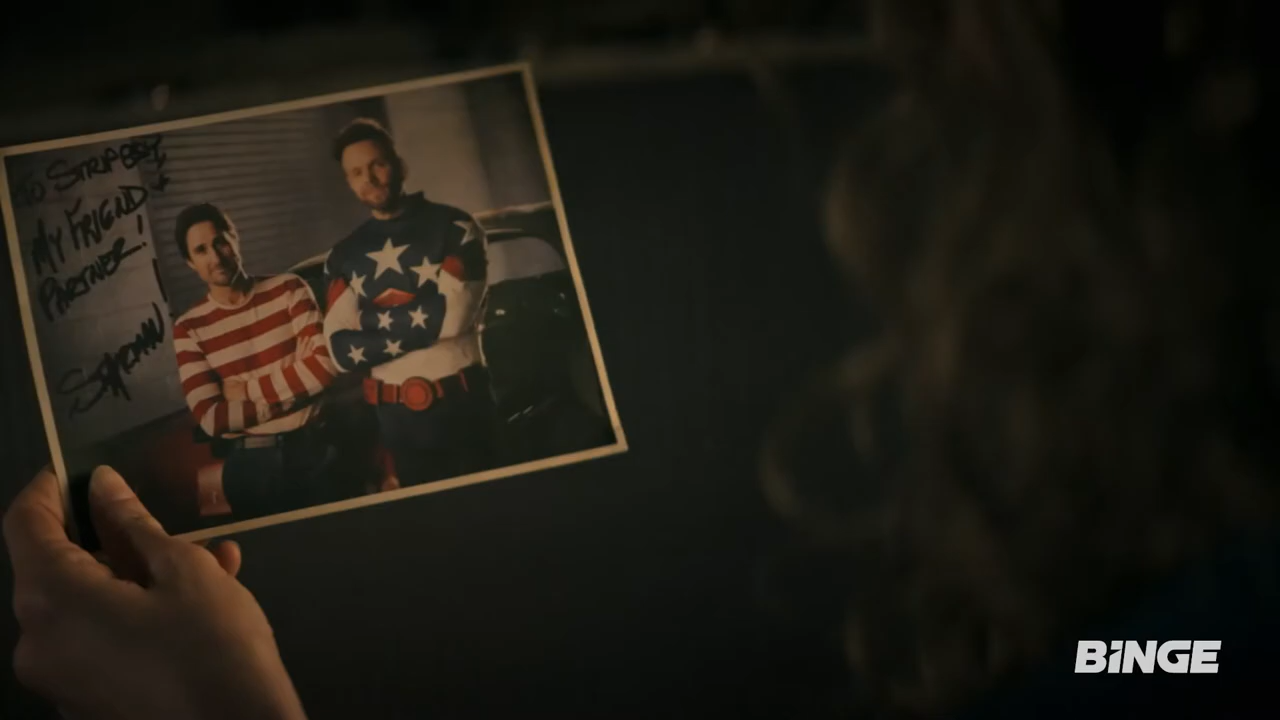 To STRIPESY,
My FRIEND +
PARTNER!
STARMAN
BiNGE